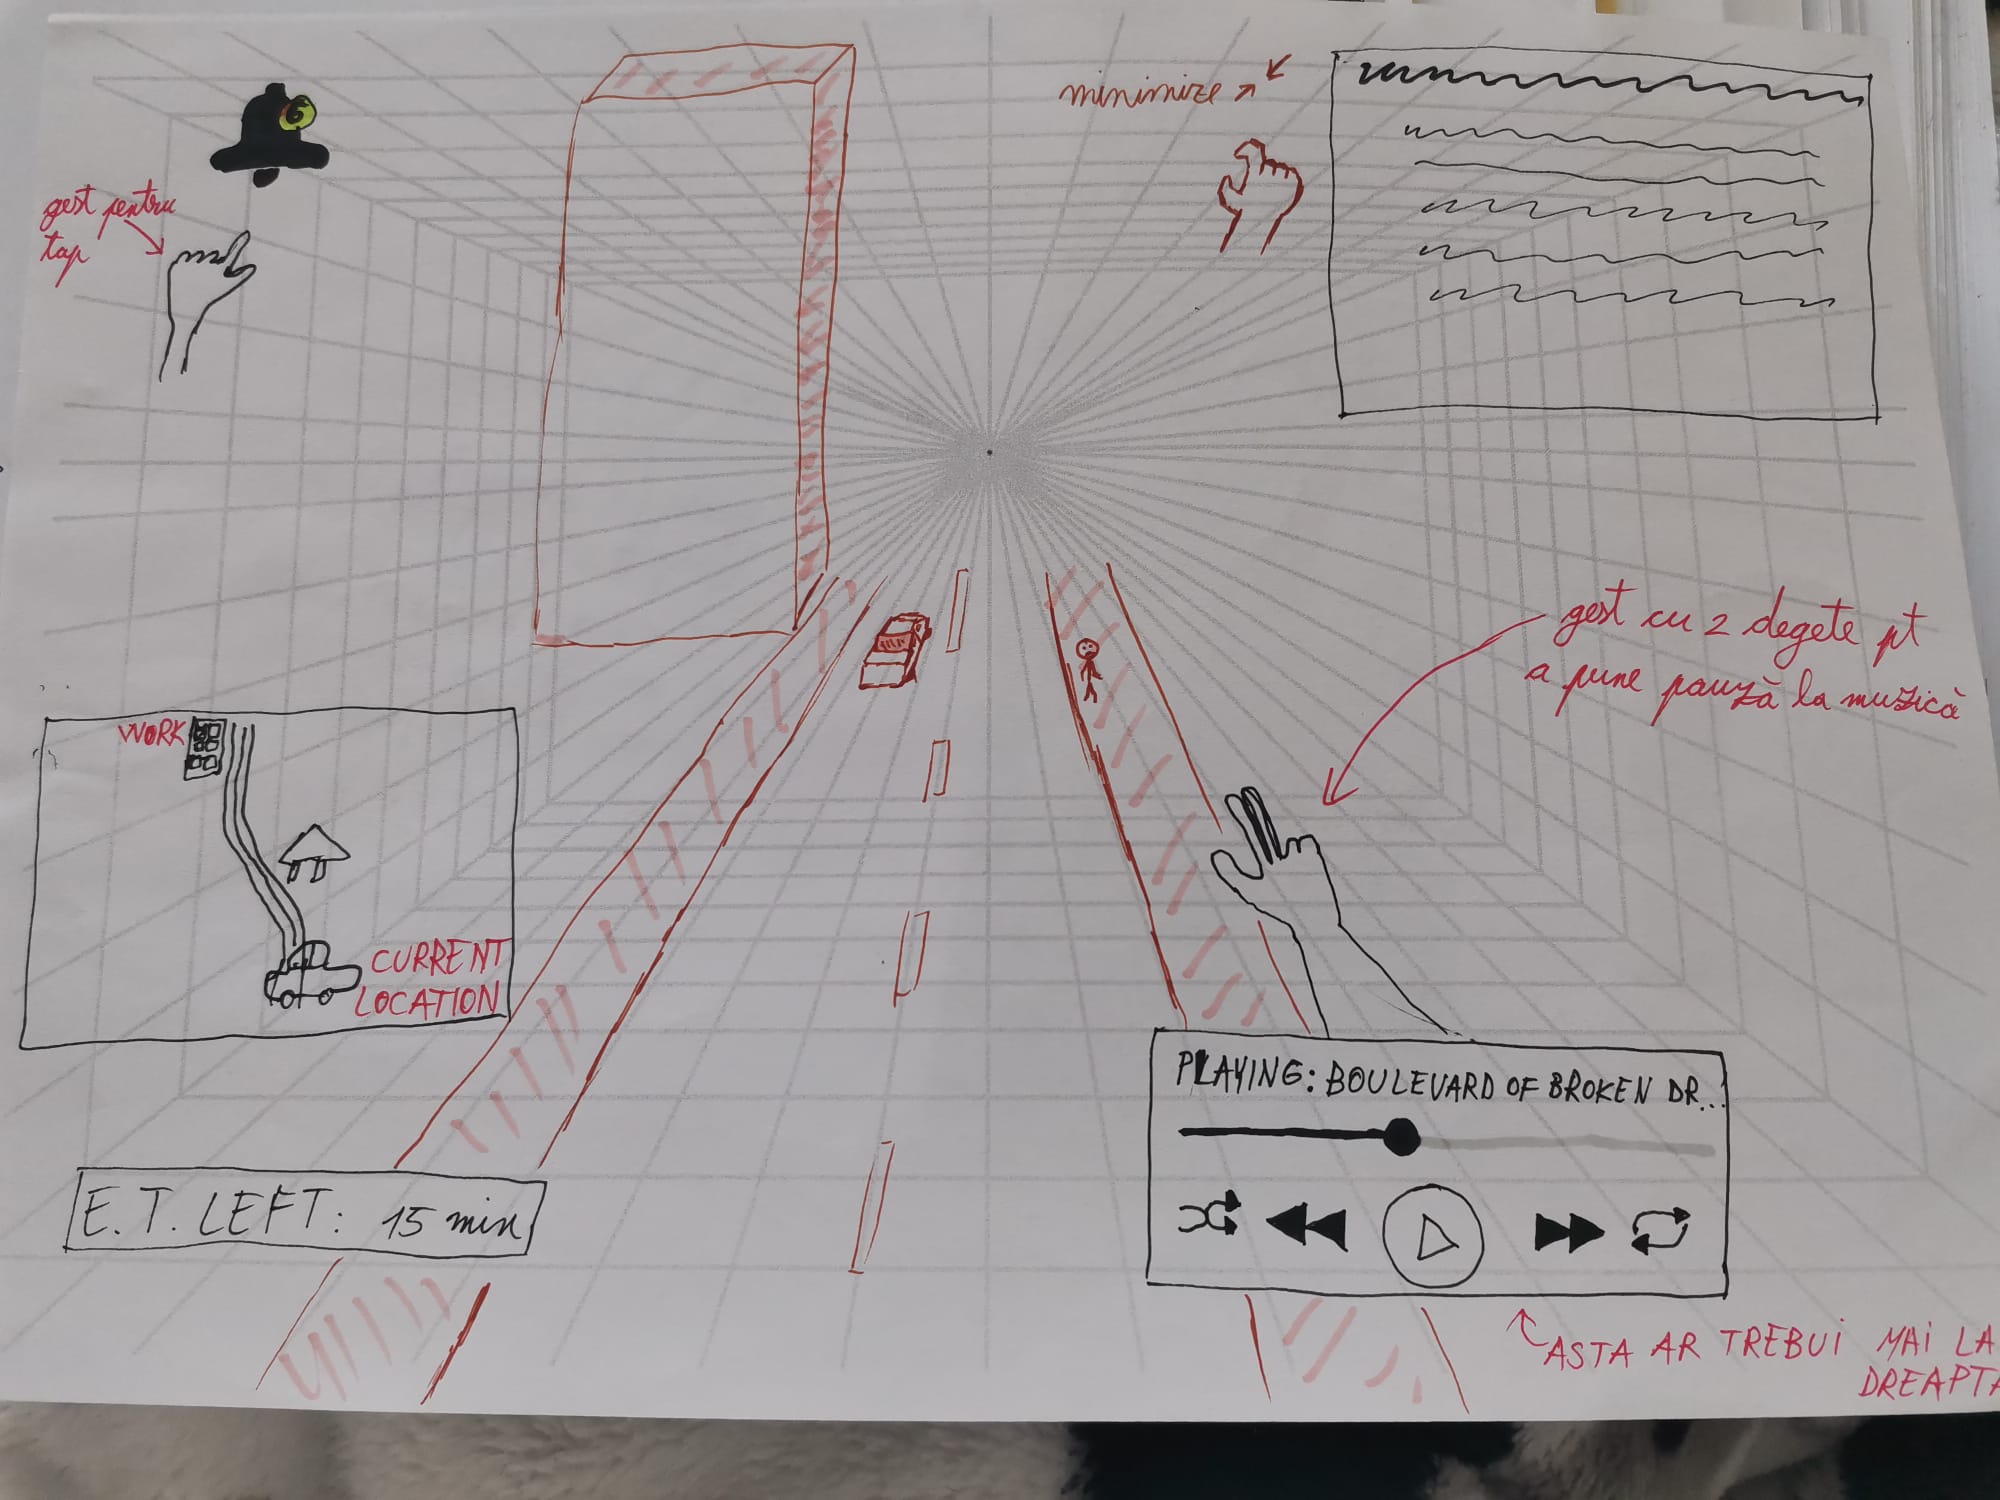 minimize
6
gest pentru
tap
gest cu 2 degete pt
a pune pauză la muzică
WORK
CURRENT
LOCATION
PLAYING: BOULEVARD OF BROKEN DR...
E.T. LEFT: 15 min
ASTA AR TREBUI MAI LA
DREAPTA